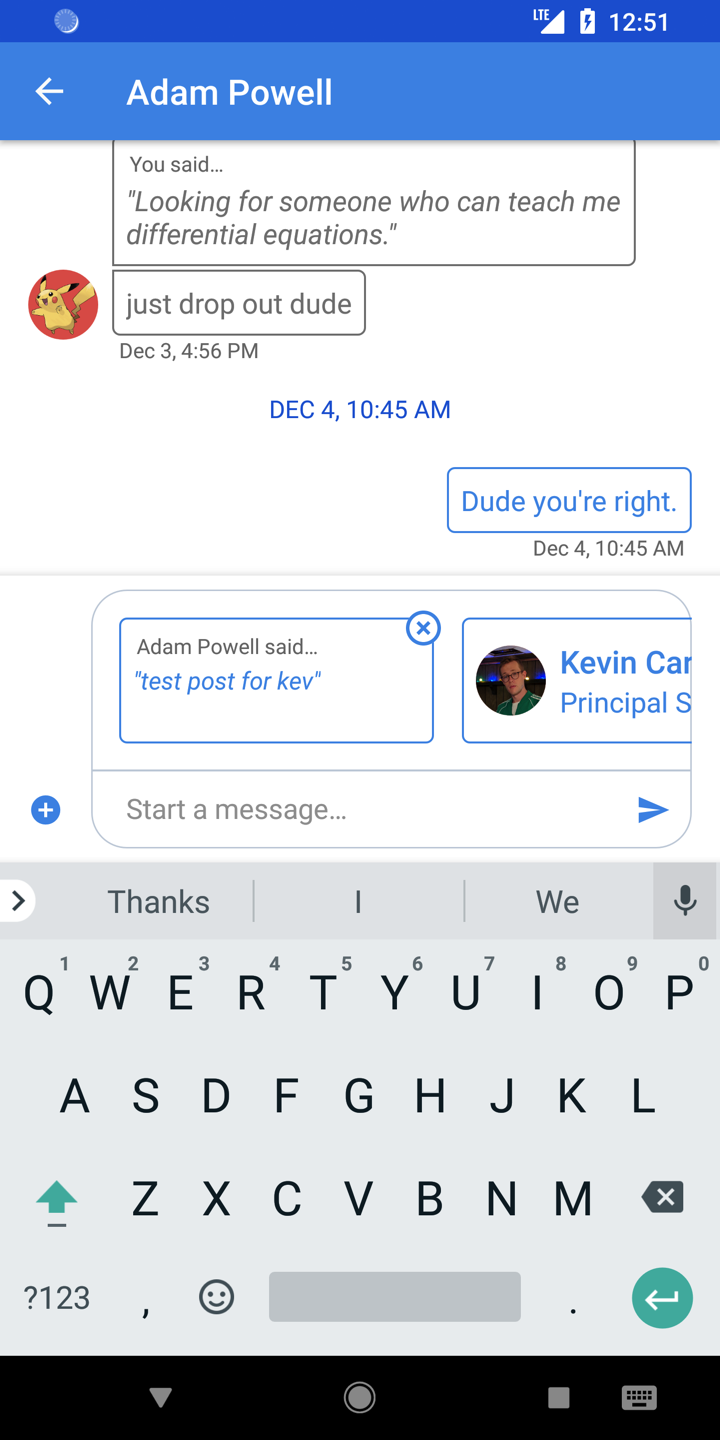 LTE 12:51
Adam Powell
You said…
"Looking for someone who can teach me
differential equations."
just drop out dude
Dec 3, 4:56 PM
DEC 4, 10:45 AM
Dude you're right.
Dec 4, 10:45 AM
Adam Powell said…
"test post for kev"
Kevin Car
Principal S
Start a message…
Thanks I We
1 2 3 4 5 6 7 8 9 0
Q W E R T Y U I O P
A S D F G H J K L
Z X C V B N M
?123 , .